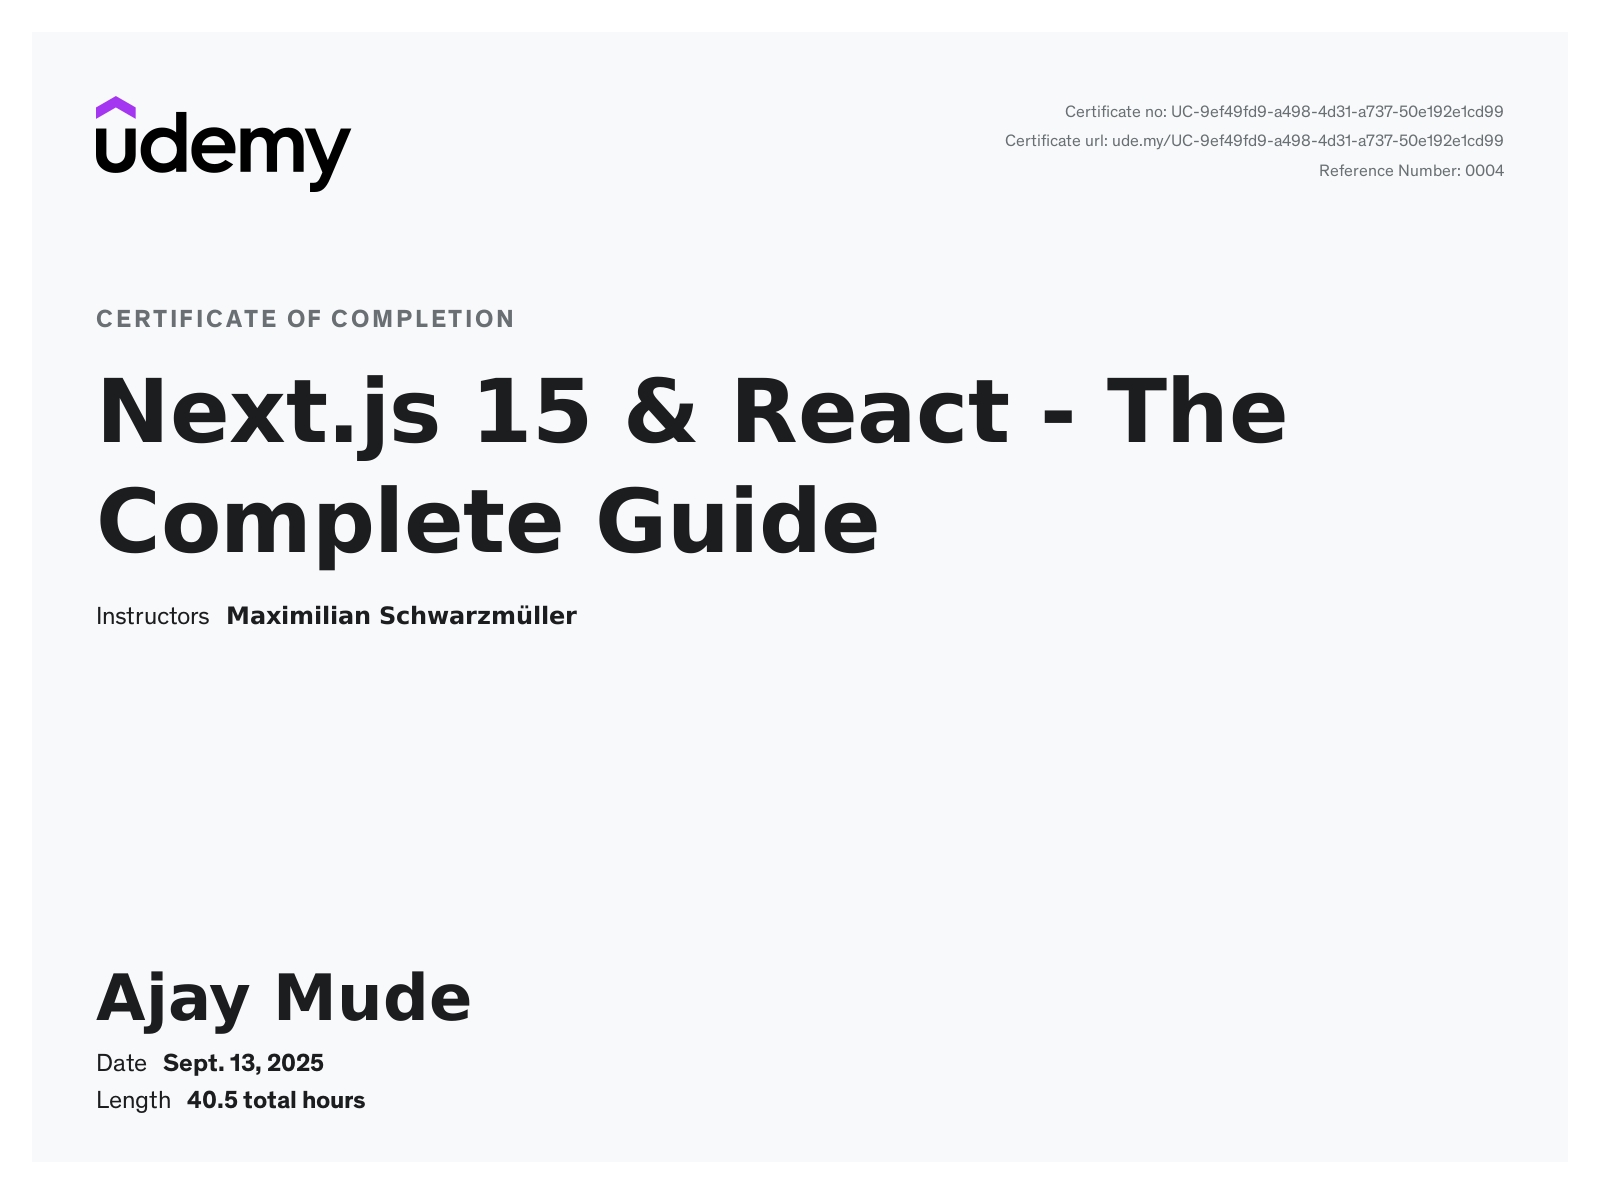 udemy
Certificate no: UC-9ef49fd9-a498-4d31-a737-50e192e1cd99
Certificate url: ude.my/UC-9ef49fd9-a498-4d31-a737-50e192e1cd99
Reference Number: 0004
CERTIFICATE OF COMPLETION
Next.js 15 & React - The
Complete Guide
Instructors Maximilian Schwarzmüller
Ajay Mude
Date Sept. 13, 2025
Length 40.5 total hours